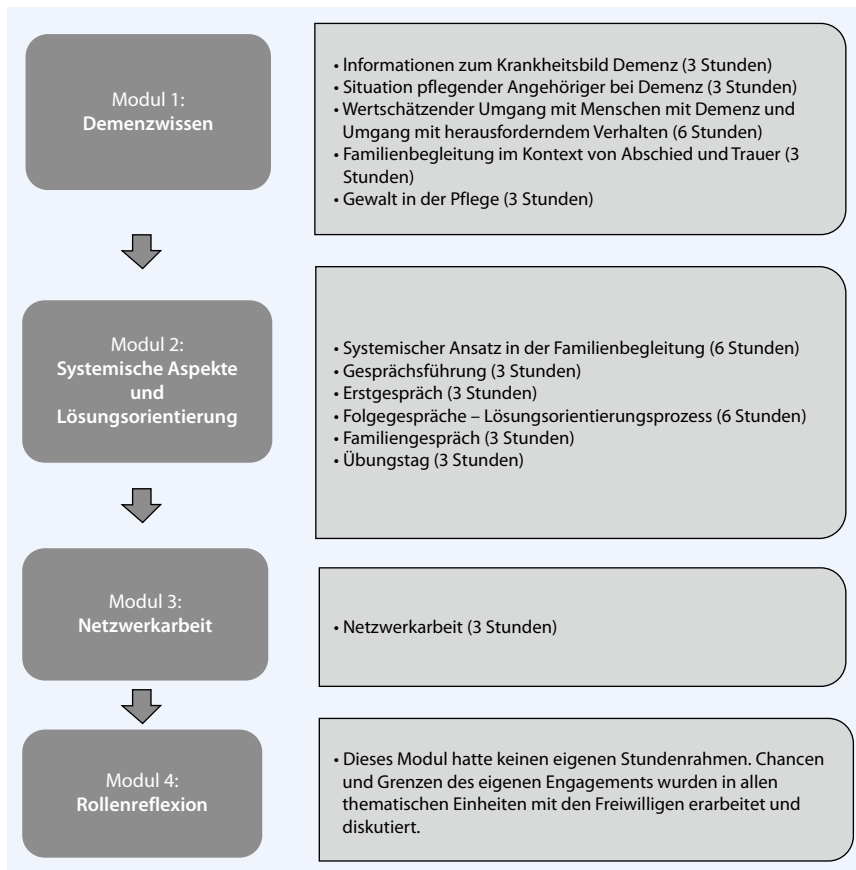 Modul 1:
Demenzwissen
• Informationen zum Krankheitsbild Demenz (3 Stunden)
• Situation pflegender Angehöriger bei Demenz (3 Stunden)
• Wertschätzender Umgang mit Menschen mit Demenz und
Umgang mit herausforderndem Verhalten (6 Stunden)
• Familienbegleitung im Kontext von Abschied und Trauer (3
Stunden)
• Gewalt in der Pflege (3 Stunden)
Modul 2:
Systemische Aspekte
und
Lösungsorientierung
• Systemischer Ansatz in der Familienbegleitung (6 Stunden)
• Gesprächsführung (3 Stunden)
• Erstgespräch (3 Stunden)
• Folgegespräche – Lösungsorientierungsprozess (6 Stunden)
• Familiengespräch (3 Stunden)
• Übungstag (3 Stunden)
Modul 3:
Netzwerkarbeit
• Netzwerkarbeit (3 Stunden)
Modul 4:
Rollenreflexion
• Dieses Modul hatte keinen eigenen Stundenrahmen. Chancen
und Grenzen des eigenen Engagements wurden in allen
thematischen Einheiten mit den Freiwilligen erarbeitet und
diskutiert.